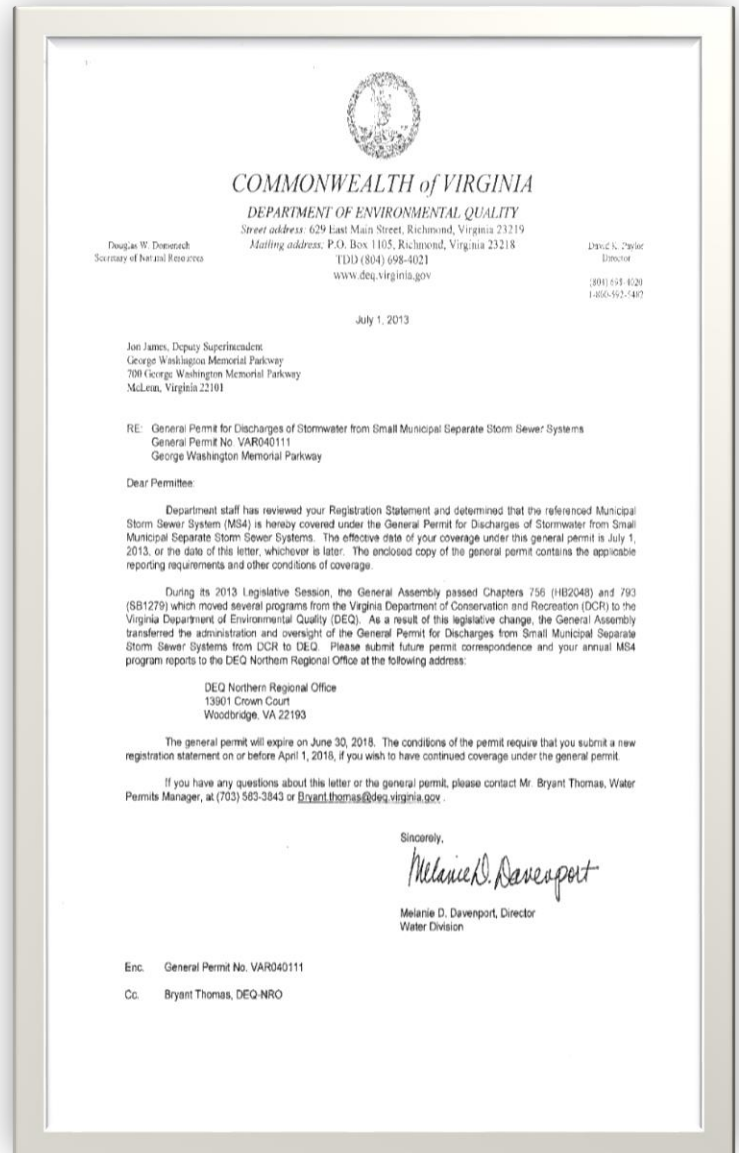 COMMONWEALTH of VIRGINIA
DEPARTMENT OF ENVIRONMENTAL QUALITY
Street address: 629 East Main Street, Richmond, Virginia 23219
Mailing address: P.O. Box 1105, Richmond, Virginia 23218
TDD (804) 698-4021
www.deq.virginia.gov
Douglas W. Domenech
Secretary of Natural Resources
David K. Paylor
Director
(804) 698-4020
1-800-592-5482
July 1, 2013
Jon James, Deputy Superintendent
George Washington Memorial Parkway
700 George Washington Memorial Parkway
McLean, Virginia 22101
RE: General Permit for Discharges of Stormwater from Small Municipal Separate Storm Sewer Systems
General Permit No. VAR040111
George Washington Memorial Parkway
Dear Permittee:
Department staff has reviewed your Registration Statement and determined that the referenced Municipal
Storm Sewer System (MS4) is hereby covered under the General Permit for Discharges of Stormwater from Small
Municipal Separate Storm Sewer Systems. The effective date of your coverage under this general permit is July 1,
2013, or the date of this letter, whichever is later. The enclosed copy of the general permit contains the applicable
reporting requirements and other conditions of coverage.
During its 2013 Legislative Session, the General Assembly passed Chapters 756 (HB2048) and 793
(SB1279) which moved several programs from the Virginia Department of Conservation and Recreation (DCR) to the
Virginia Department of Environmental Quality (DEQ). As a result of this legislative change, the General Assembly
transferred the administration and oversight of the General Permit for Discharges from Small Municipal Separate
Storm Sewer Systems from DCR to DEQ. Please submit future permit correspondence and your annual MS4
program reports to the DEQ Northern Regional Office at the following address:
DEQ Northern Regional Office
13901 Crown Court
Woodbridge, VA 22193
The general permit will expire on June 30, 2018. The conditions of the permit require that you submit a new
registration statement on or before April 1, 2018, if you wish to have continued coverage under the general permit.
If you have any questions about this letter or the general permit, please contact Mr. Bryant Thomas, Water
Permits Manager, at (703) 583-3843 or Bryant.thomas@deq.virginia.gov .
Sincerely,
Melanie D. Davenport
Melanie D. Davenport, Director
Water Division
Enc. General Permit No. VAR040111
Cc. Bryant Thomas, DEQ-NRO